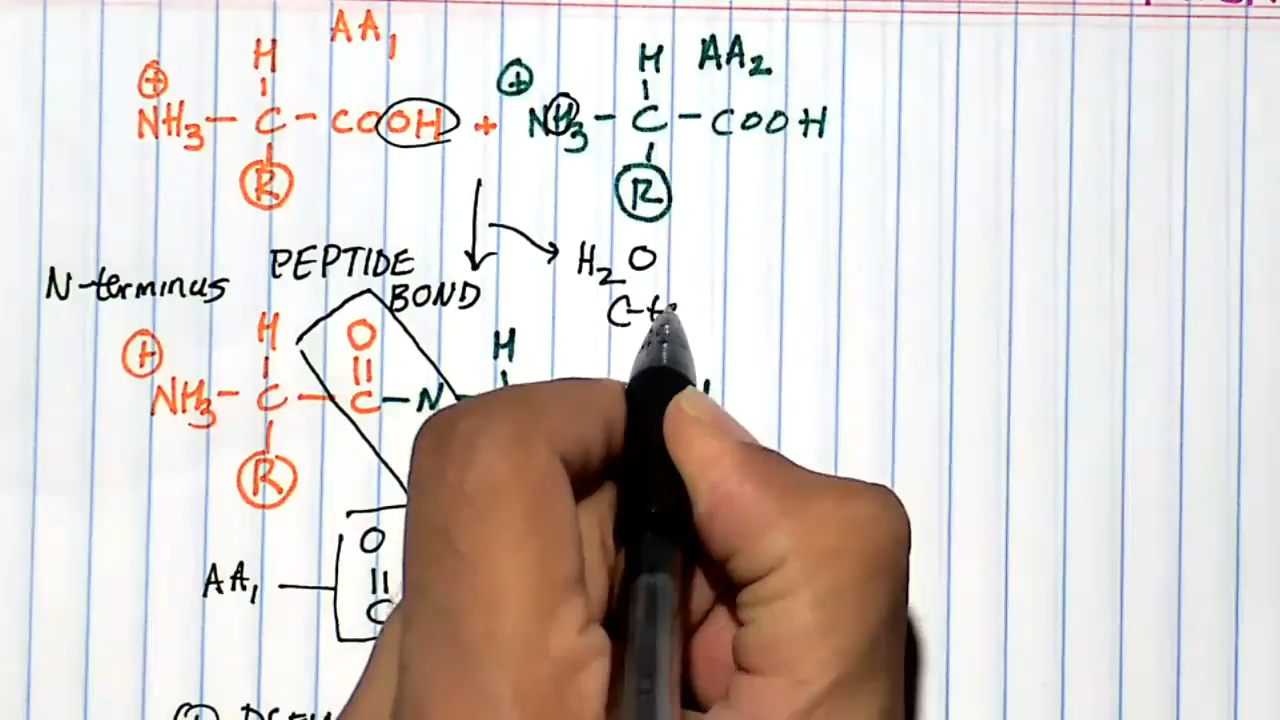 AA1
H
+
NH3 - C - COOH +
R
AA2
H
+
NH3 - C - COOH
R
H2O
PEPTIDE
BOND
N-terminus
C-t
H
O
H
+
NH3 - C - C - N -
R
O
AA1
C